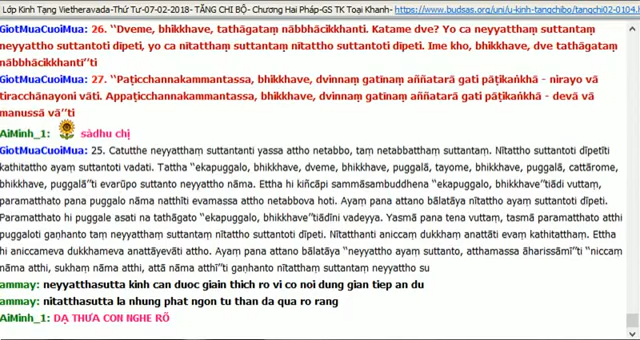 Lớp Kinh Tạng Vietheravada-Thứ Tư-07-02-2018- TĂNG CHI BỘ- Chương Hai Pháp-GS TK Toại Khanh- https://www.budsas.org/uni/u-kinh-tangchibo/tangchi02-0104.h
GiotMuaCuoiMua: 26. ‘‘Dveme, bhikkhave, tathāgataṃ nābbhācikkhanti. Katame dve? Yo ca neyyatthaṃ suttantaṃ
neyyattho suttantoti dīpeti, yo ca nītatthaṃ suttantaṃ nītattho suttantoti dīpeti. Ime kho, bhikkhave, dve tathāgataṃ
nābbhācikkhantī’’ti
GiotMuaCuoiMua: 27. ‘‘Paṭicchannakammantassa, bhikkhave, dvinnaṃ gatīnaṃ aññatarā gati pāṭikaṅkhā - nirayo vā
tiracchānayoni vāti. Appaṭicchannakammantassa, bhikkhave, dvinnaṃ gatīnaṃ aññatarā gati pāṭikaṅkhā - devā vā
manussā vā’’ti
AiMinh_1: sàdhu chị
GiotMuaCuoiMua: 25. Catutthe neyyatthaṃ suttantanti yassa attho netabbo, taṃ netabbatthaṃ suttantaṃ. Nītattho suttantoti dīpetīti
kathitattho ayaṃ suttantoti vadati. Tattha ‘‘ekapuggalo, bhikkhave, dveme, bhikkhave, puggalā, tayome, bhikkhave, puggalā, cattārome,
bhikkhave, puggalā’’ti evarūpo suttanto neyyattho nāma. Ettha hi kiñcāpi sammāsambuddhena ‘‘ekapuggalo, bhikkhave’’tiādi vuttaṃ,
paramatthato pana puggalo nāma natthīti evamassa attho netabbova hoti. Ayaṃ pana attano bālatāya nītattho ayaṃ suttantoti dīpeti.
Paramatthato hi puggale asati na tathāgato ‘‘ekapuggalo, bhikkhave’’tiādīni vadeyya. Yasmā pana tena vuttaṃ, tasmā paramatthato atthi
puggaloti gaṇhanto taṃ neyyatthaṃ suttantaṃ nītattho suttantoti dīpeti. Nītatthanti aniccaṃ dukkhaṃ anattāti evaṃ kathitatthaṃ. Ettha
hi aniccameva dukkhameva anattāyevāti attho. Ayaṃ pana attano bālatāya ‘‘neyyattho ayaṃ suttanto, atthamassa āharissāmī’’ti ‘‘niccaṃ
nāma atthi, sukhaṃ nāma atthi, attā nāma atthī’’ti gaṇhanto nītatthaṃ suttantaṃ neyyattho su
ammay: neyyatthasutta kinh can duoc giain thich ro vi co noi dung gian tiep an du
ammay: nitatthasutta la nhung phat ngon tu than da qua ro rang
AiMinh_1: DẠ THƯA CON NGHE RÕ